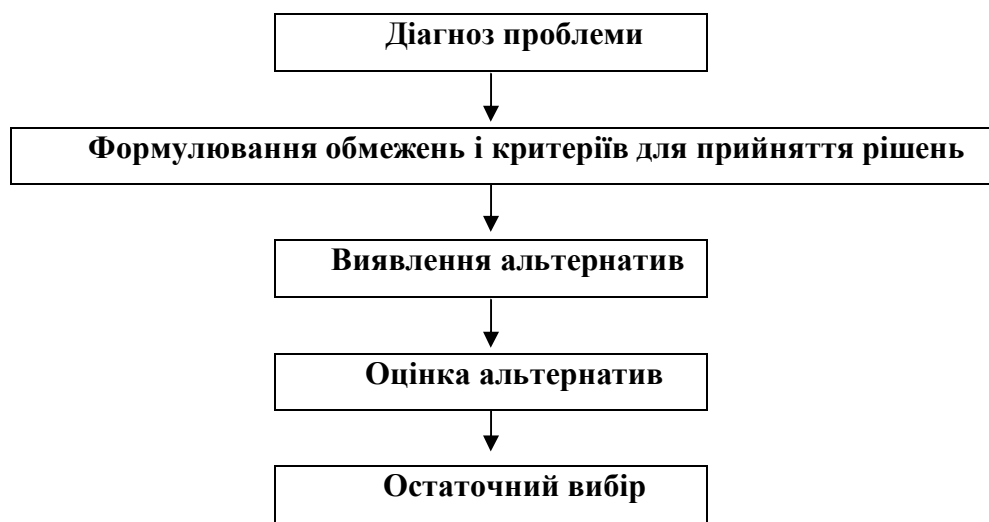 Діагноз проблеми
Формулювання обмежень і критеріїв для прийняття рішень
Виявлення альтернатив
Оцінка альтернатив
Остаточний вибір